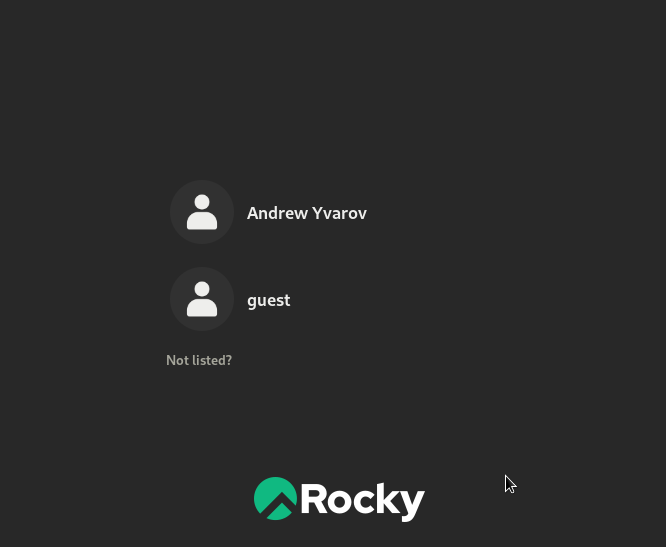 Andrew Yvarov
guest
Not listed?
Rocky